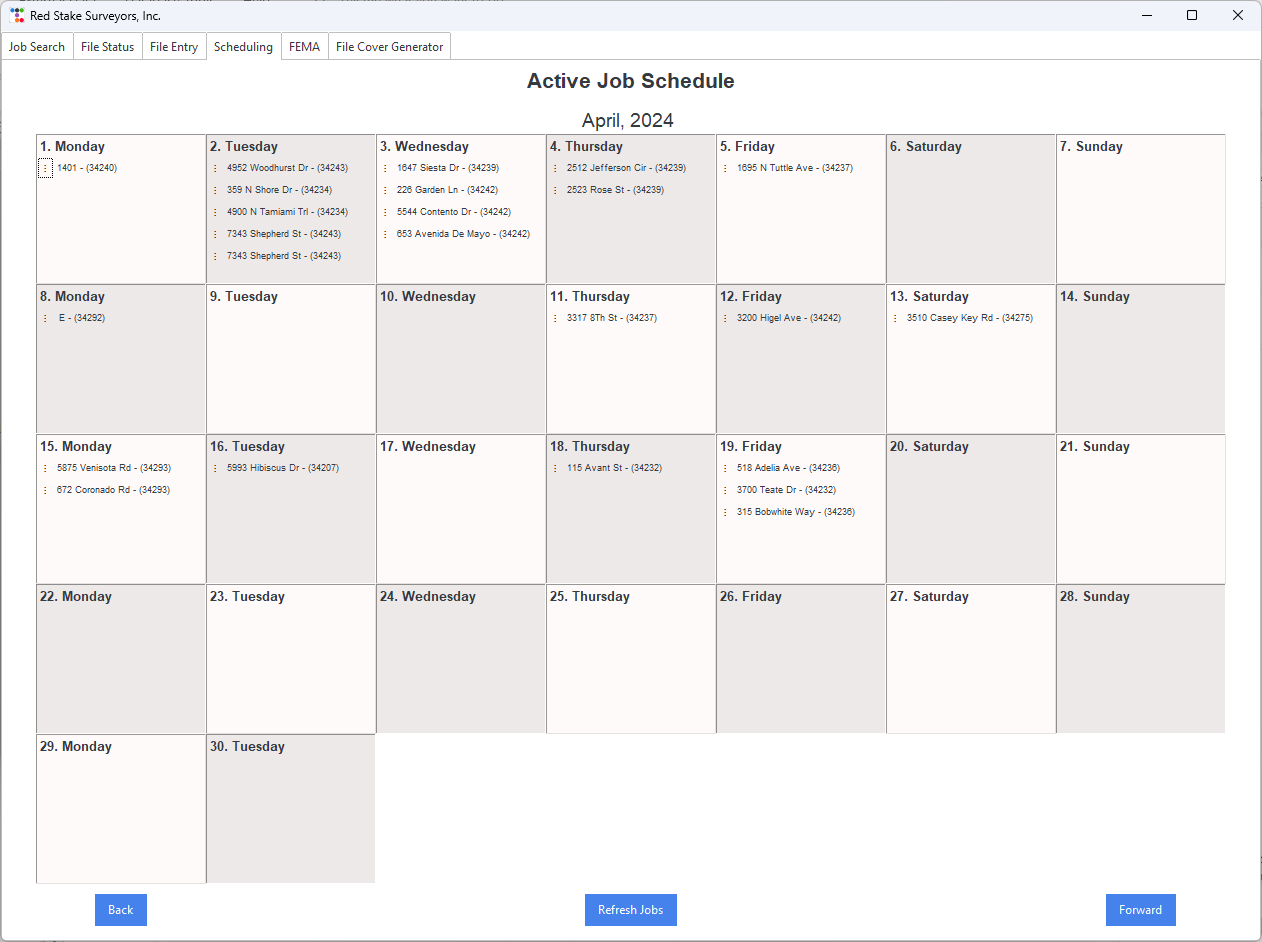 Red Stake Surveyors, Inc.
Job Search File Status File Entry Scheduling FEMA File Cover Generator
Active Job Schedule
April, 2024
1. Monday
1401 - (34240)
2. Tuesday
4952 Woodhurst Dr - (34243)
359 N Shore Dr - (34234)
4900 N Tamiami Trl - (34234)
7343 Shepherd St - (34243)
7343 Shepherd St - (34243)
3. Wednesday
1647 Siesta Dr - (34239)
226 Garden Ln - (34242)
5544 Contento Dr - (34242)
653 Avenida De Mayo - (34242)
4. Thursday
2512 Jefferson Cir - (34239)
2523 Rose St - (34239)
5. Friday
1695 N Tuttle Ave - (34237)
6. Saturday
7. Sunday
8. Monday
E - (34292)
9. Tuesday
10. Wednesday
11. Thursday
3317 8Th St - (34237)
12. Friday
3200 Higel Ave - (34242)
13. Saturday
3510 Casey Key Rd - (34275)
14. Sunday
15. Monday
5875 Venisota Rd - (34293)
672 Coronado Rd - (34293)
16. Tuesday
5993 Hibiscus Dr - (34207)
17. Wednesday
18. Thursday
115 Avant St - (34232)
19. Friday
518 Adelia Ave - (34236)
3700 Teate Dr - (34232)
315 Bobwhite Way - (34236)
20. Saturday
21. Sunday
22. Monday
23. Tuesday
24. Wednesday
25. Thursday
26. Friday
27. Saturday
28. Sunday
29. Monday
30. Tuesday
Back
Refresh Jobs
Forward